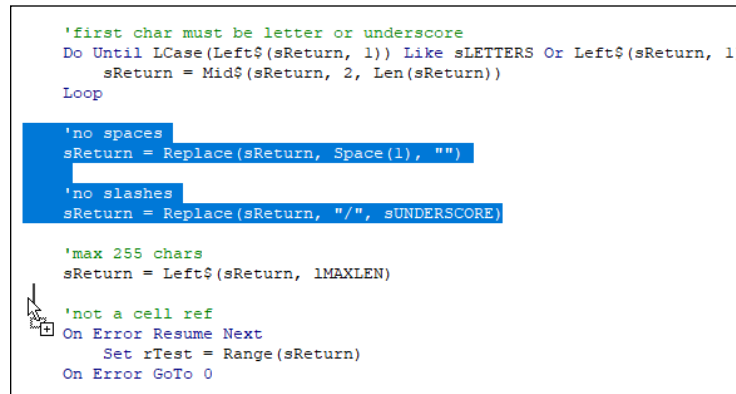 'first char must be letter or underscore
Do Until LCase(Left$(sReturn, 1)) Like sLETTERS Or Left$(sReturn, 1
sReturn = Mid$(sReturn, 2, Len(sReturn))
Loop
'no spaces
sReturn = Replace(sReturn, Space(1), "")
'no slashes
sReturn = Replace(sReturn, "/", sUNDERSCORE)
'max 255 chars
sReturn = Left$(sReturn, lMAXLEN)
'not a cell ref
On Error Resume Next
Set rTest = Range(sReturn)
On Error GoTo 0